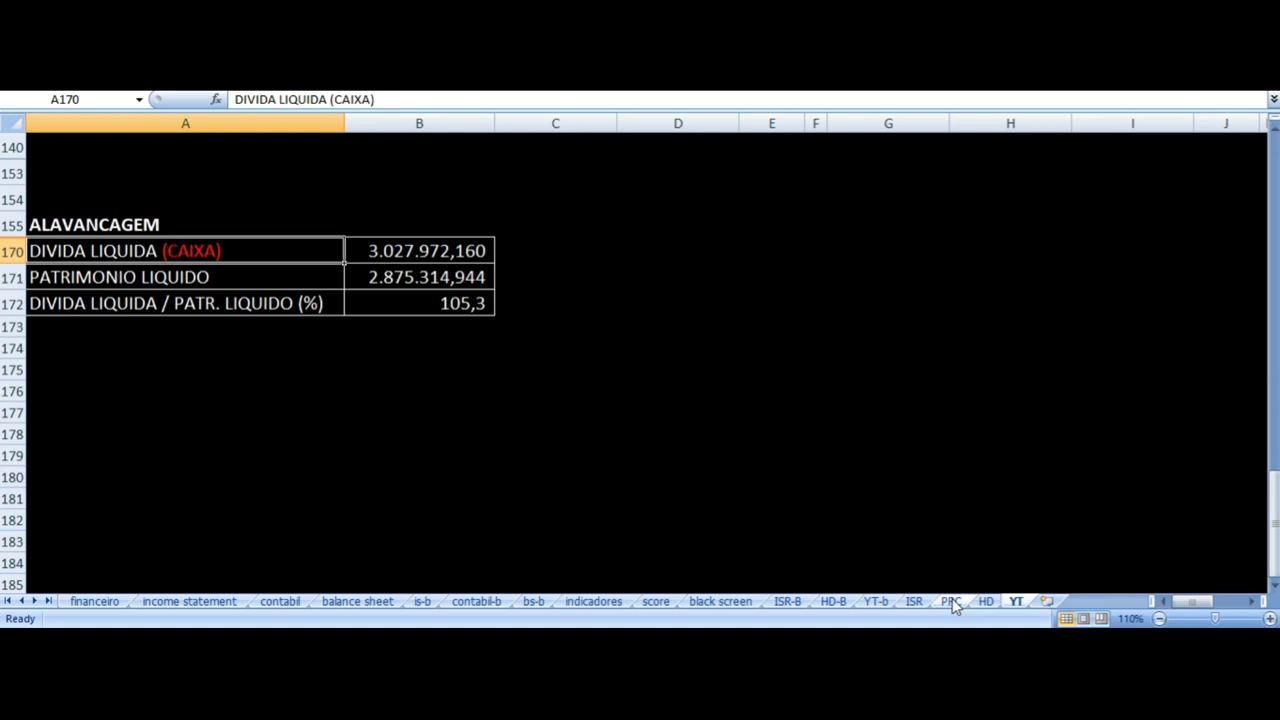 A170 fx DIVIDA LIQUIDA (CAIXA)
A B C D E F G H I J
140
153
154
155 ALAVANCAGEM
170 DIVIDA LIQUIDA (CAIXA) 3.027.972,160
171 PATRIMONIO LIQUIDO 2.875.314,944
172 DIVIDA LIQUIDA / PATR. LIQUIDO (%) 105,3
173
174
175
176
177
178
179
180
181
182
183
184
185
financeiro income statement contabil balance sheet is-b contabil-b bs-b indicadores score black screen ISR-B HD-B YT-b ISR HD YT
Ready 110%